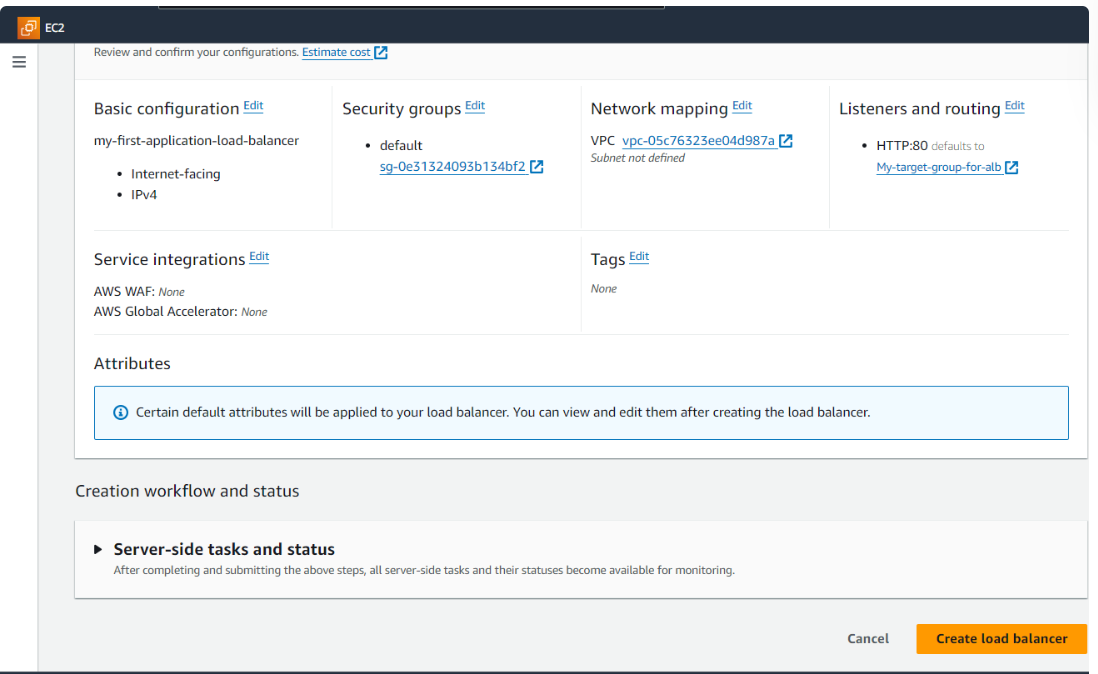 EC2
Review and confirm your configurations. Estimate cost
Basic configuration Edit
my-first-application-load-balancer
• Internet-facing
• IPv4
Security groups Edit
• default
sg-0e31324093b134bf2
Network mapping Edit
VPC vpc-05c76323ee04d987a
Subnet not defined
Listeners and routing Edit
• HTTP:80 defaults to
My-target-group-for-alb
Service integrations Edit
AWS WAF: None
AWS Global Accelerator: None
Tags Edit
None
Attributes
Certain default attributes will be applied to your load balancer. You can view and edit them after creating the load balancer.
Creation workflow and status
Server-side tasks and status
After completing and submitting the above steps, all server-side tasks and their statuses become available for monitoring.
Cancel
Create load balancer